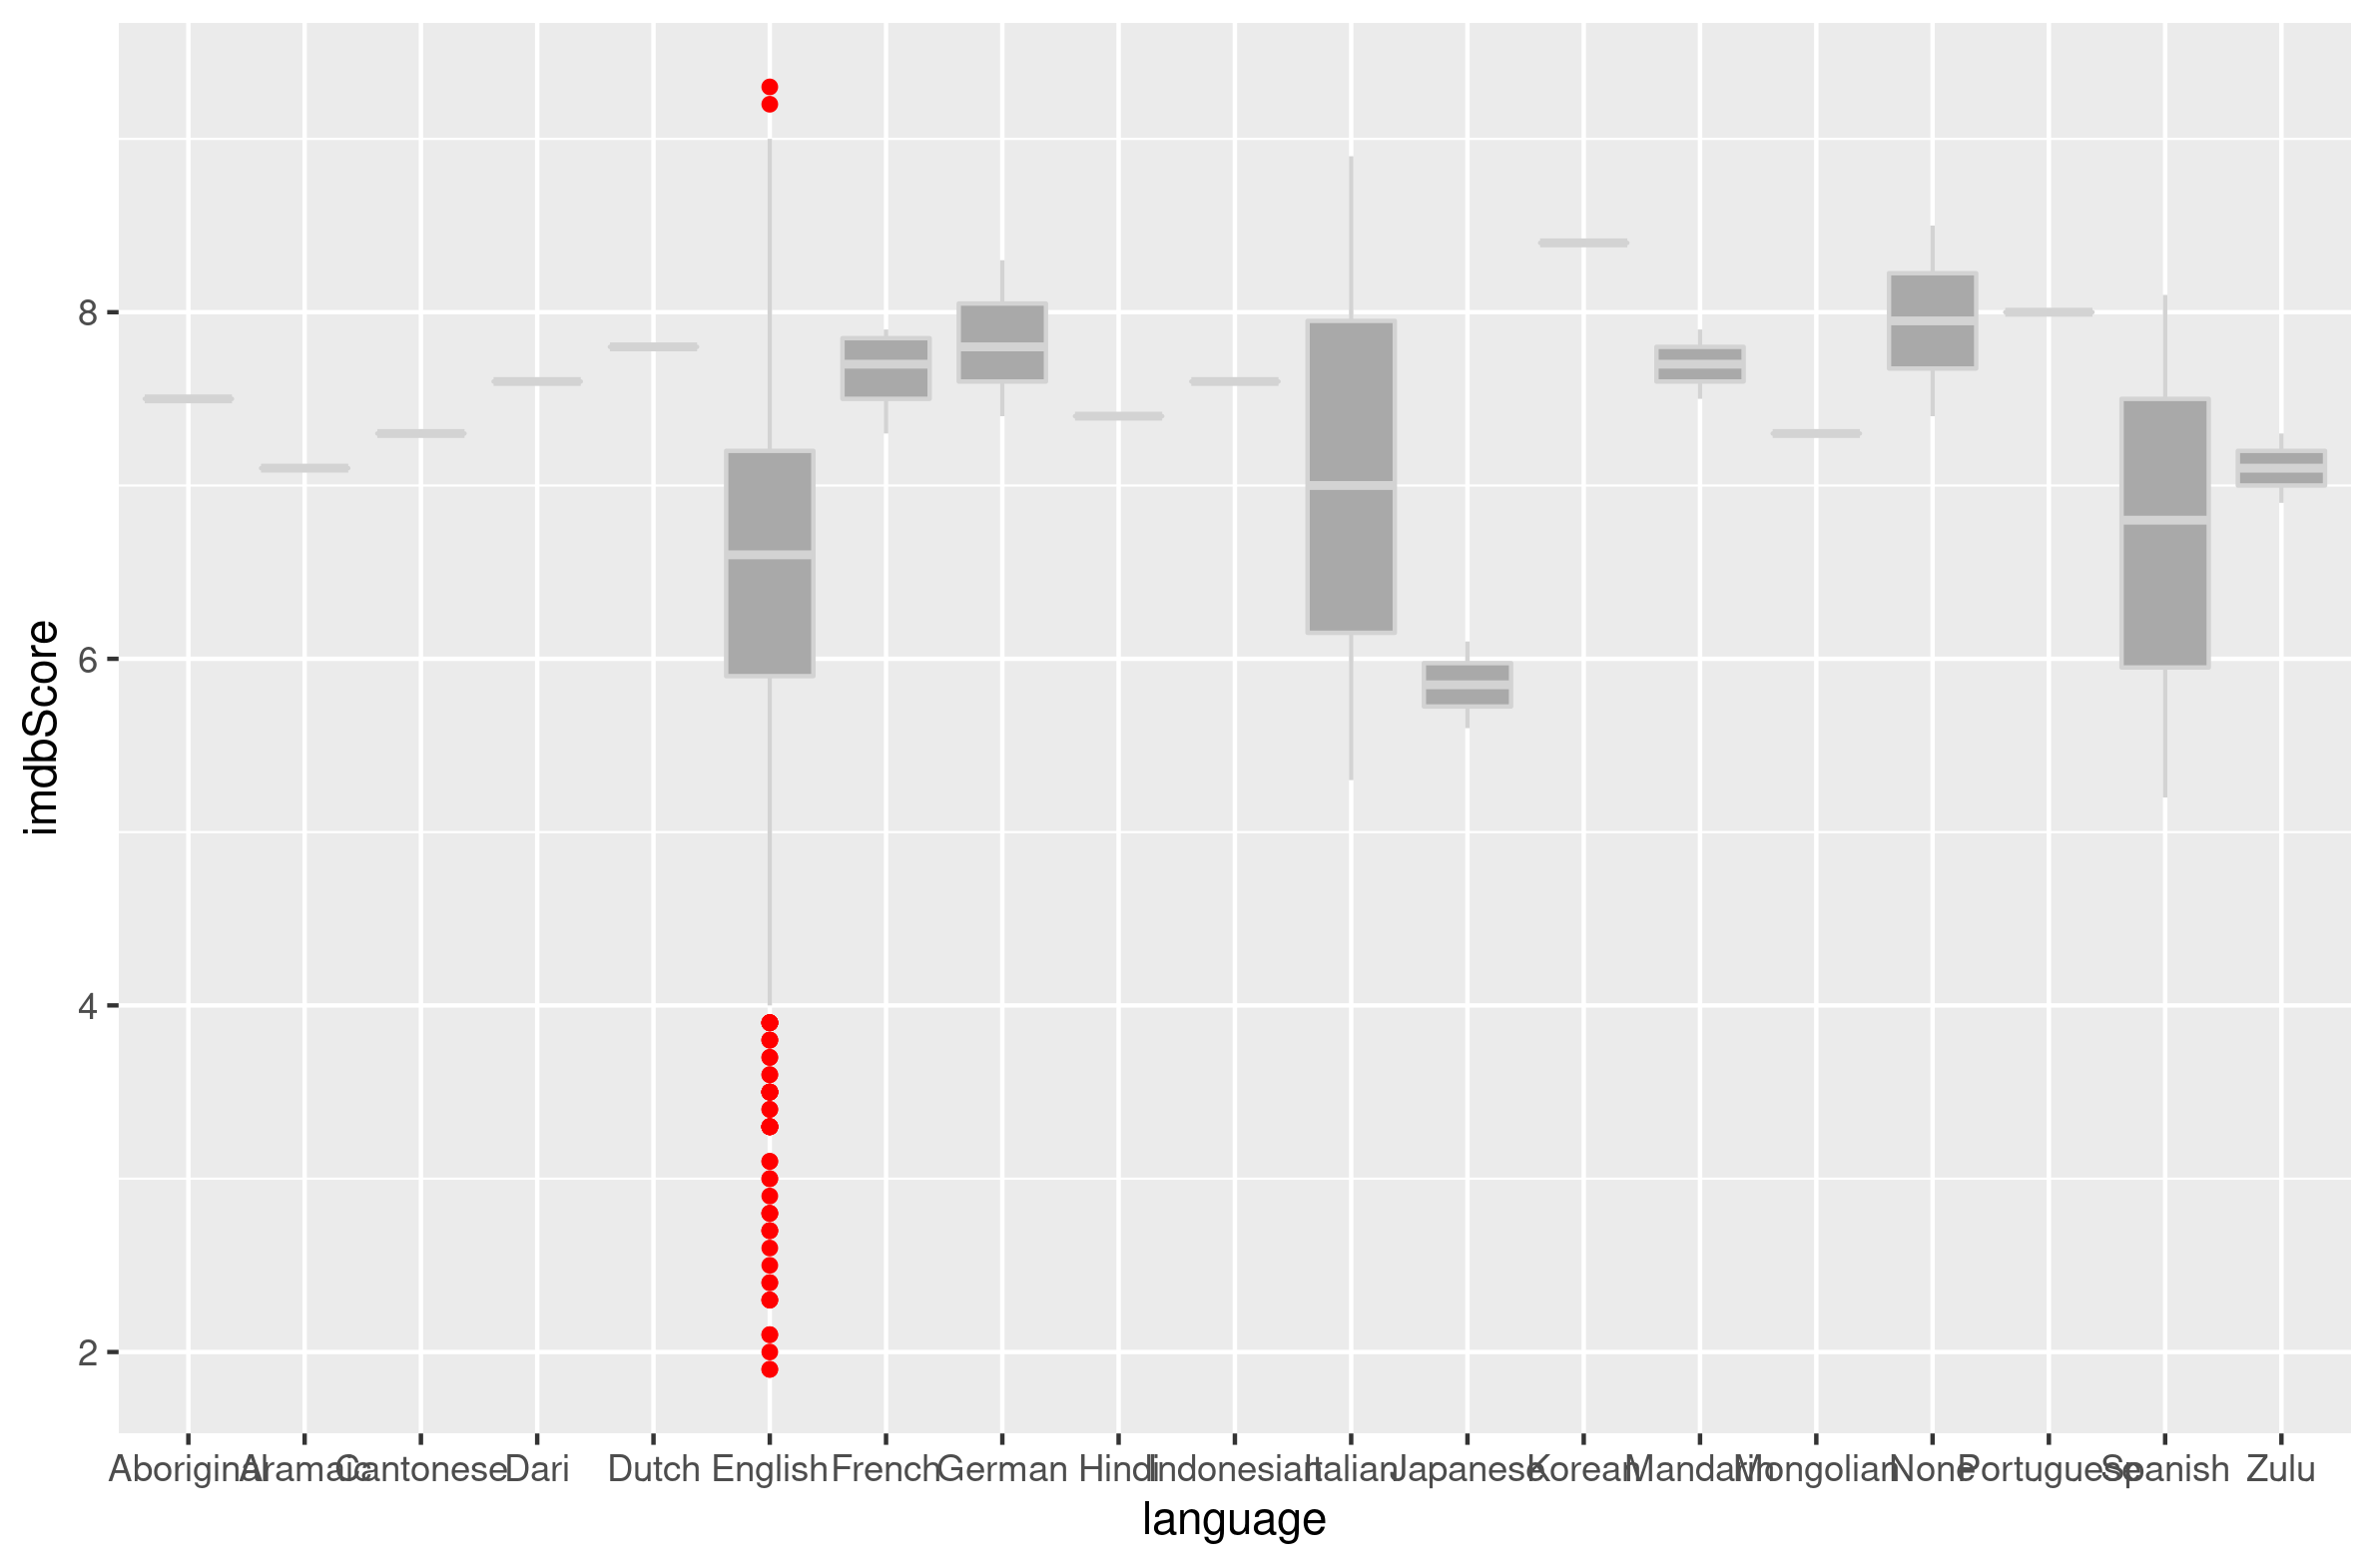 imdbScore
8
6
4
2
Aboriginal Aramaic Cantonese Dari Dutch English French German Hindi Indonesian Italian Japanese Korean Mandarin Mongolian None Portuguese Spanish Zulu
language